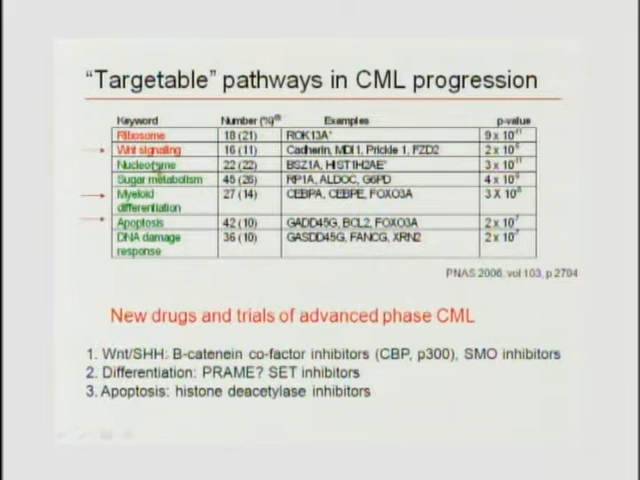 "Targetable" pathways in CML progression
Keyword Number (%) Examples p-value
Ribosome 18 (21) 9 x 10
Wnt signaling 16 (11) Cadherin, MDI1, Prickle 1, FZD2 2 x 10
22 (22) BSZ1A, HIST1H2AE 3 x 10
Sugar metabolism 45 (26) RP1A, ALDOC, G6PD 4 x 10
Myeloid 27 (14) CEBPA, CEBPE, FOXO3A 3 X 10
differentiation
Apoptosis 42 (10) GADD45G, BCL2, FOXO3A 2 x 10
DNA damage 36 (10) GASDD45G, FANCG, XRN2 2 x 10
response
PNAS 2006, vol 103, p.2794
New drugs and trials of advanced phase CML
1. Wnt/SHH: B-catenein co-factor inhibitors (CBP, p300), SMO inhibitors
2. Differentiation: PRAME? SET inhibitors
3. Apoptosis: histone deacetylase inhibitors